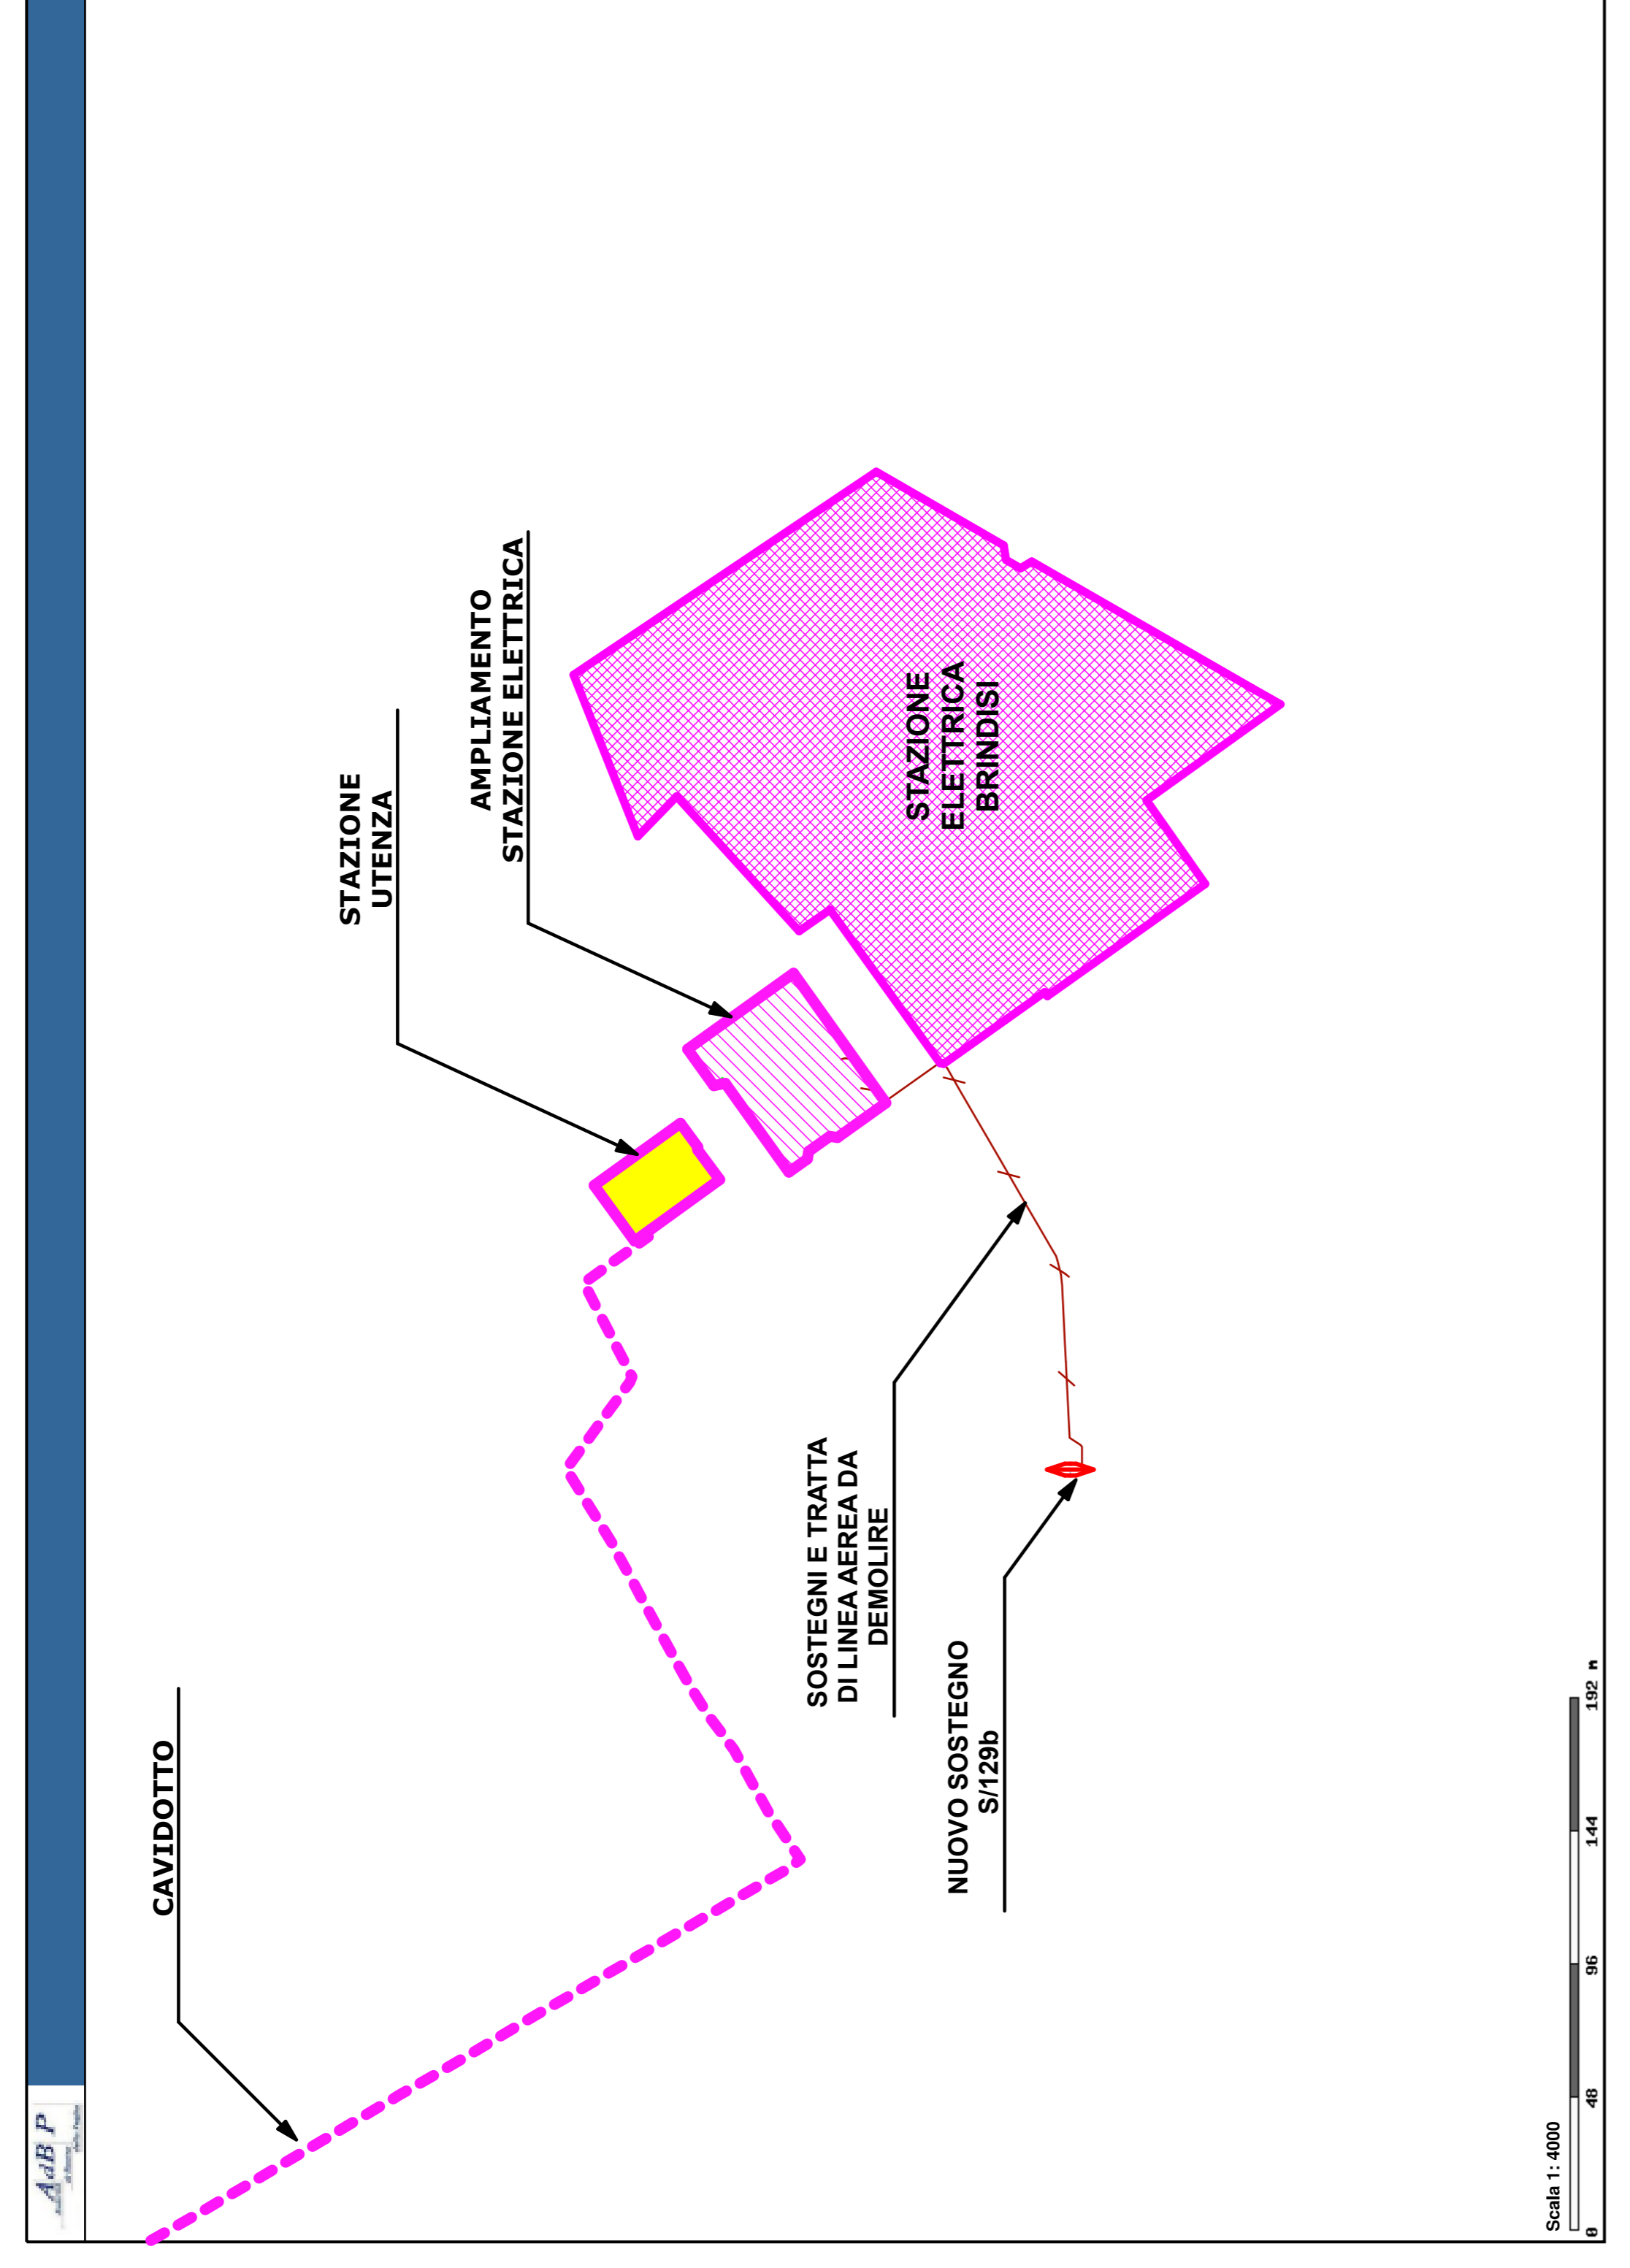 AdB P
CAVIDOTTO
STAZIONE
UTENZA
AMPLIAMENTO
STAZIONE ELETTRICA
STAZIONE
ELETTRICA
BRINDISI
SOSTEGNI E TRATTA
DI LINEA AEREA DA
DEMOLIRE
NUOVO SOSTEGNO
S/129b
Scala 1: 4000
0 48 96 144 192 m